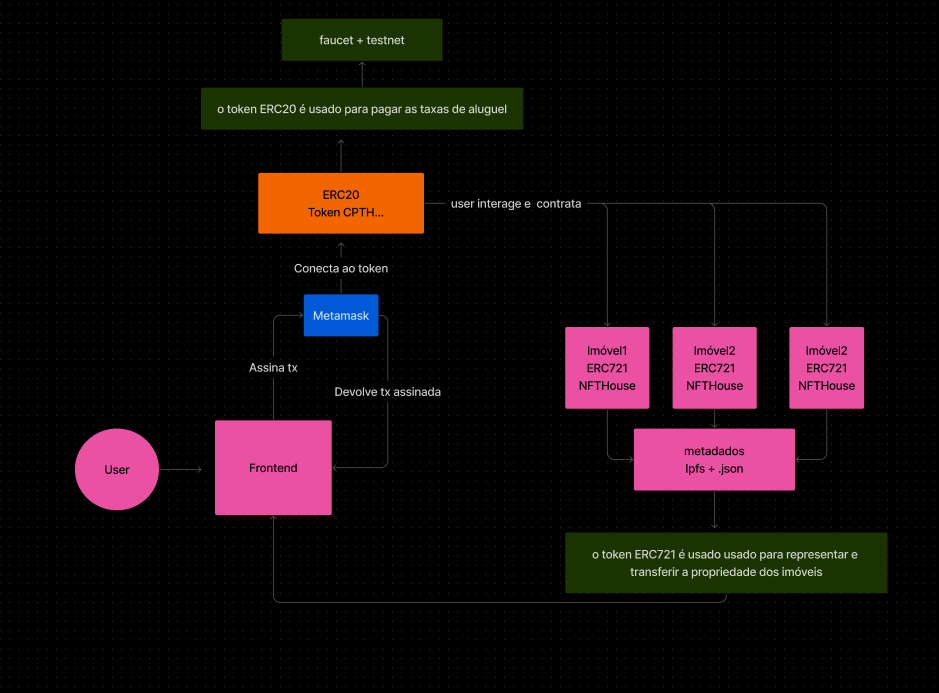 faucet + testnet
o token ERC20 é usado para pagar as taxas de aluguel
ERC20
Token CPTH...
user interage e contrata
Conecta ao token
Metamask
Assina tx
Devolve tx assinada
Imóvel1
ERC721
NFTHouse
Imóvel2
ERC721
NFTHouse
Imóvel2
ERC721
NFTHouse
User
Frontend
metadados
Ipfs + .json
o token ERC721 é usado usado para representar e
transferir a propriedade dos imóveis